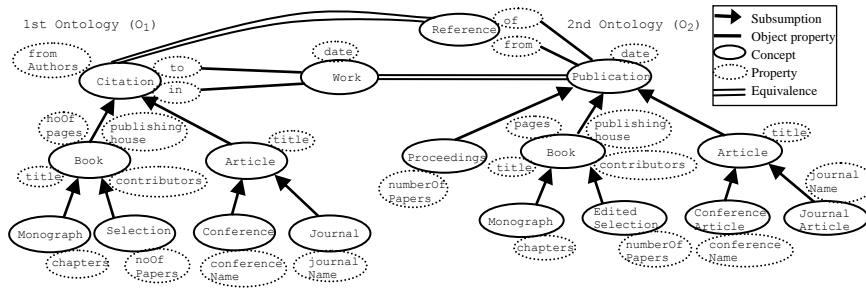 1st Ontology (O1)
2nd Ontology (O2)
Subsumption
Object property
Concept
Property
Equivalence
Reference
of
from
from
Authors
Citation
to
in
date
Work
date
Publication
noOf
pages
publishing
house
title
Book
title
contributors
Article
Monograph
Selection
Conference
Journal
chapters
noOf
Papers
conference
Name
journal
Name
pages
publishing
house
title
Proceedings
numberOf
Papers
title
Book
contributors
Article
journal
Name
Monograph
Edited
Selection
Conference
Article
Journal
Article
chapters
numberOf
Papers
conference
Name